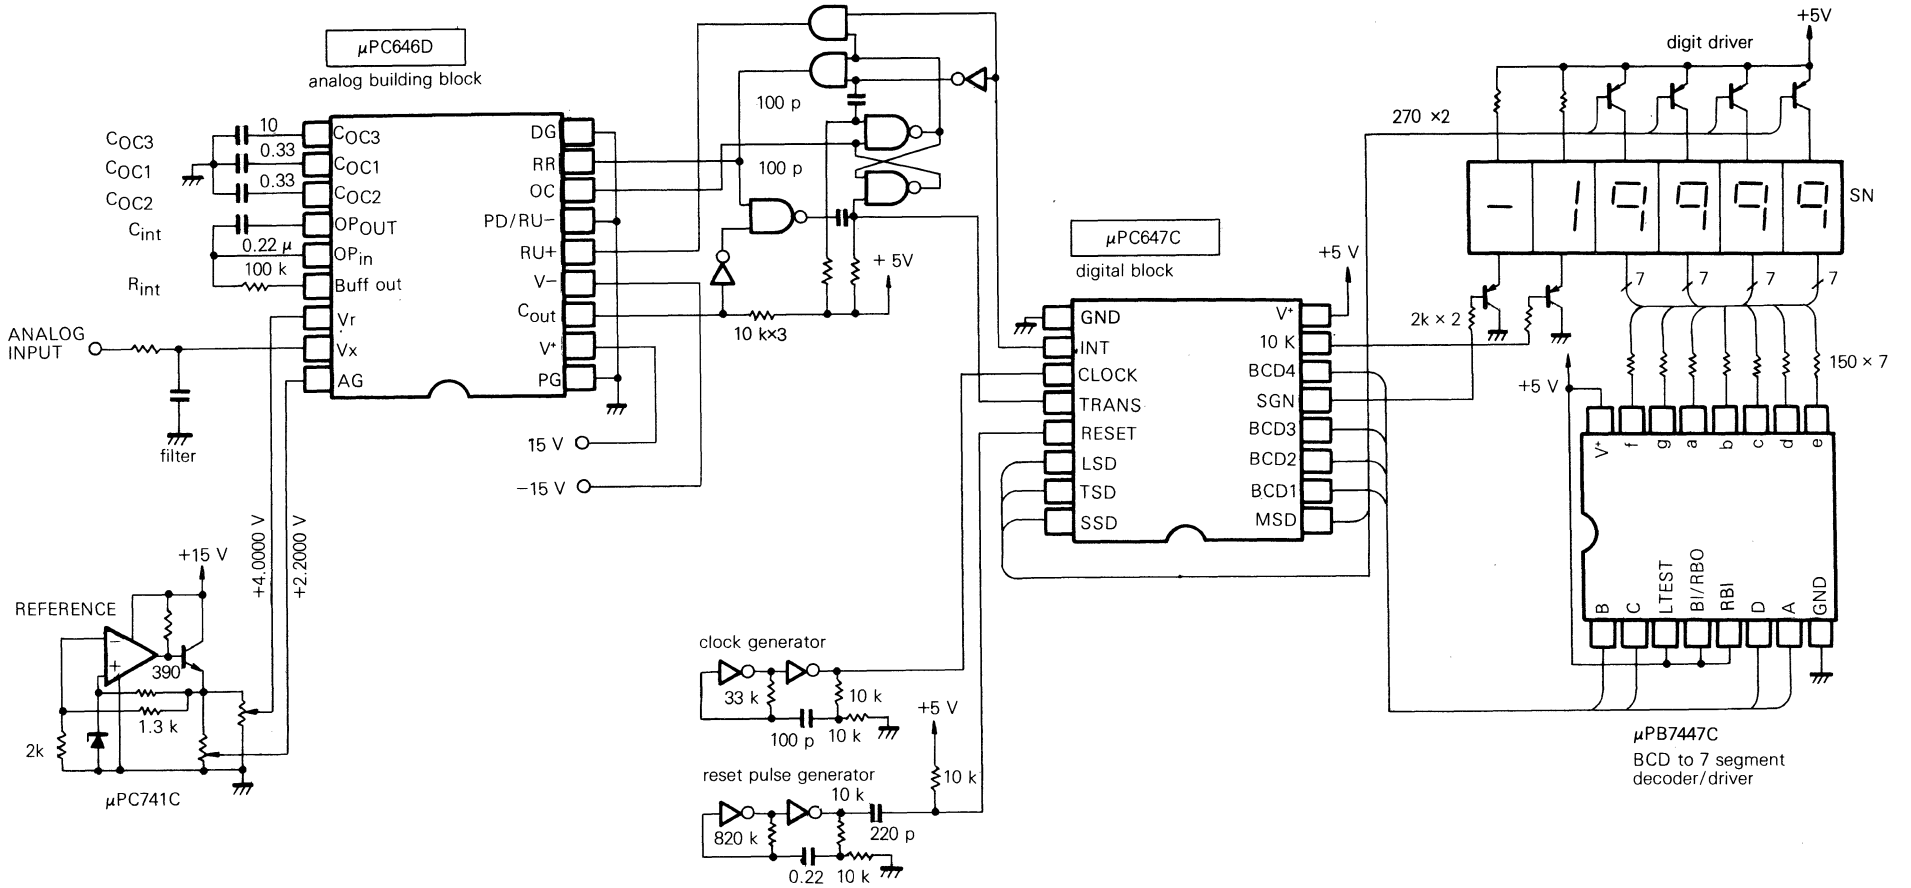 μPC646D
analog building block
COC3
COC1
COC2
Cint
Rint
10
0.33
0.33
0.22 μ
100 k
COC3
COC1
COC2
OPOUT
OPin
Buff out
Vr
Vx
AG
DG
RR
OC
PD/RU−
RU+
V−
Cout
V+
PG
ANALOG
INPUT
filter
15 V
−15 V
100 p
100 p
10 k×3
+ 5V
+4.0000 V
+2.2000 V
REFERENCE
+15 V
−
+
390
1.3 k
2k
μPC741C
clock generator
33 k
100 p
10 k
10 k
reset pulse generator
820 k
0.22
10 k
10 k
220 p
+5 V
10 k
μPC647C
digital block
+5 V
GND
INT
CLOCK
TRANS
RESET
LSD
TSD
SSD
V+
10 K
BCD4
SGN
BCD3
BCD2
BCD1
MSD
digit driver
+5V
270 ×2
− 1 9 9 9 9
SN
7 7 7 7
2k × 2
+5 V
150 × 7
V+ f g a b c d e
B C LTEST BI/RBO RBI D A GND
μPB7447C
BCD to 7 segment
decoder/driver